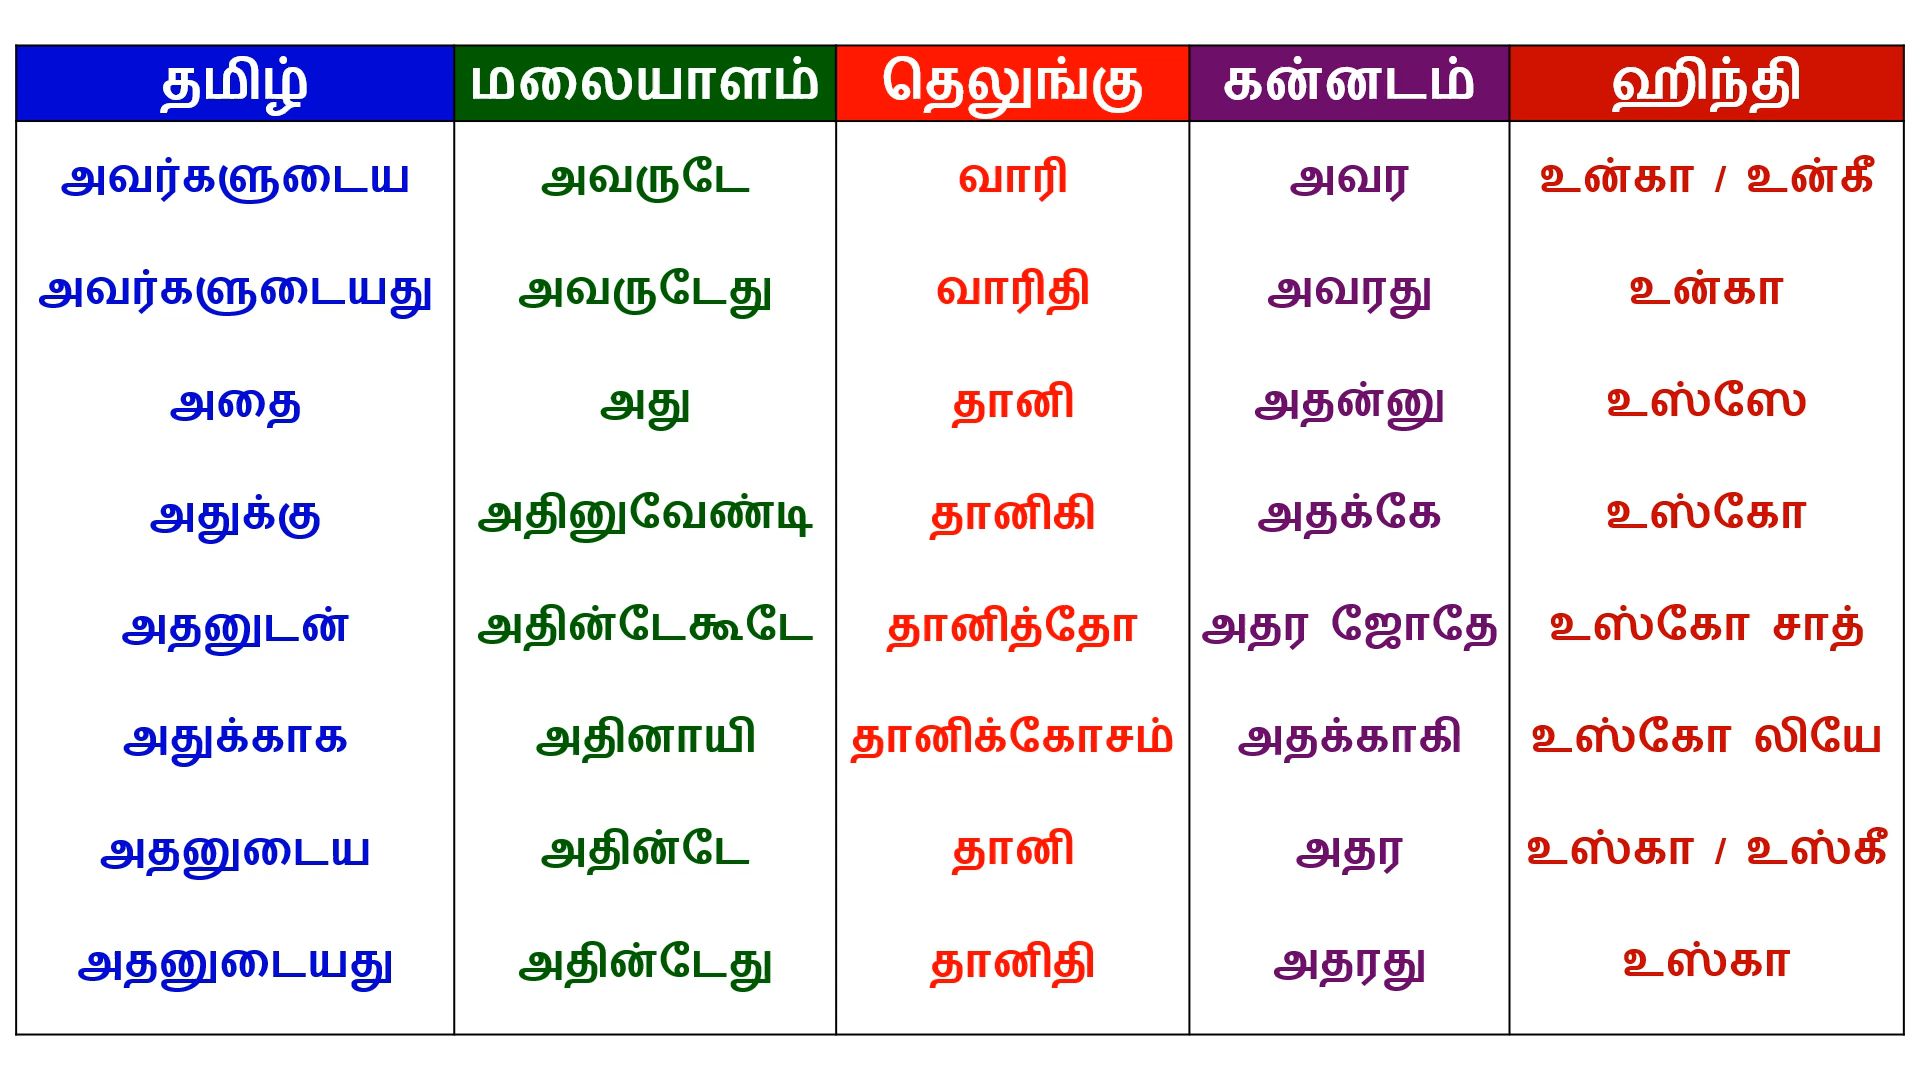 தமிழ் மலையாளம் தெலுங்கு கன்னடம் ஹிந்தி
அவர்களுடைய அவருடே வாரி அவர உன்கா / உன்கீ
அவர்களுடையது அவருடேது வாரிதி அவரது உன்கா
அதை அது தானி அதன்னு உஸ்ஸே
அதுக்கு அதினுவேண்டி தானிகி அதக்கே உஸ்கோ
அதனுடன் அதின்டேகூடே தானித்தோ அதர ஜோதே உஸ்கோ சாத்
அதுக்காக அதினாயி தானிக்கோசம் அதக்காகி உஸ்கோ லியே
அதனுடைய அதின்டே தானி அதர உஸ்கா / உஸ்கீ
அதனுடையது அதின்டேது தானிதி அதரது உஸ்கா